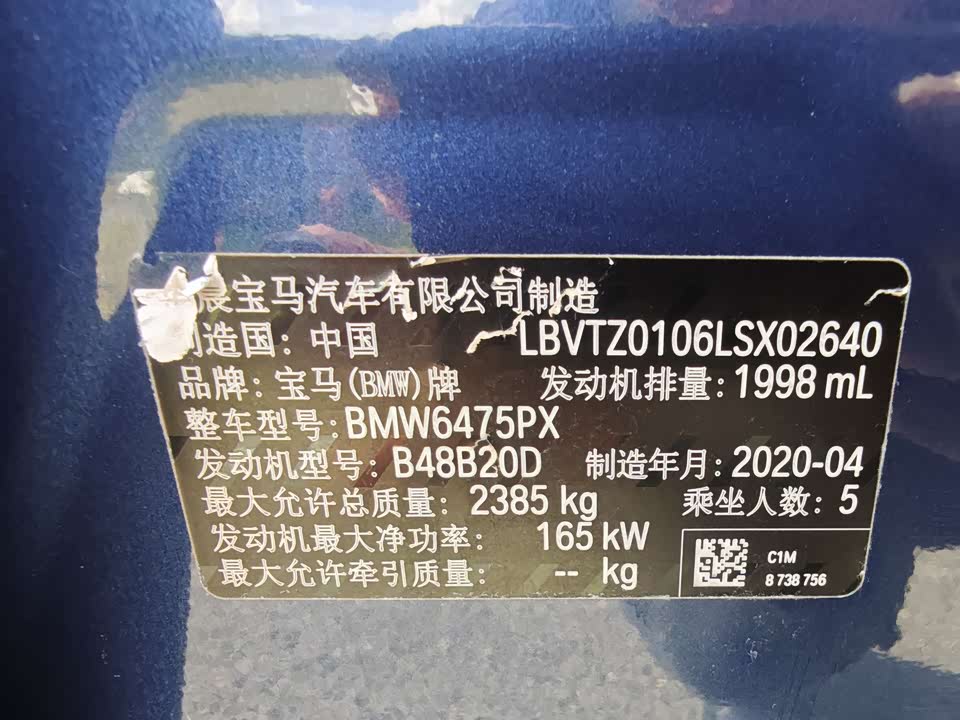 晨宝马汽车有限公司制造
制造国：中国 LBVTZ0106LSX02640
品牌：宝马(BMW)牌 发动机排量：1998 mL
整车型号：BMW6475PX
发动机型号：B48B20D 制造年月：2020-04
最大允许总质量：2385 kg 乘坐人数：5
发动机最大净功率： 165 kW
最大允许牵引质量： -- kg
C1M
8 738 756